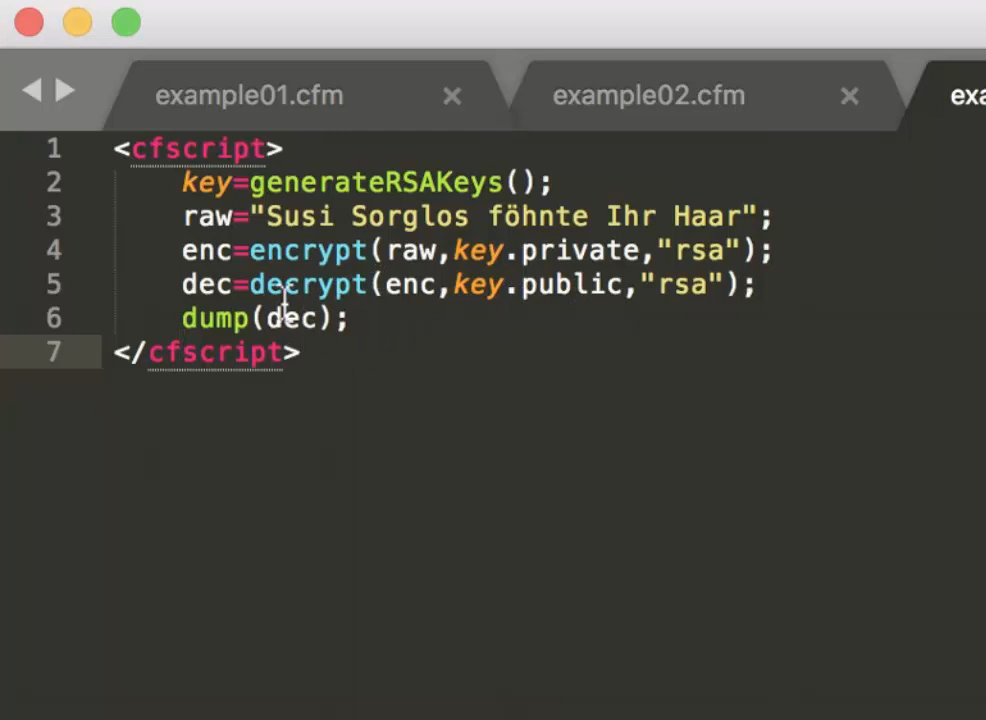 example01.cfm × example02.cfm × exa
1 <cfscript>
2 key=generateRSAKeys();
3 raw="Susi Sorglos föhnte Ihr Haar";
4 enc=encrypt(raw,key.private,"rsa");
5 dec=decrypt(enc,key.public,"rsa");
6 dump(dec);
7 </cfscript>